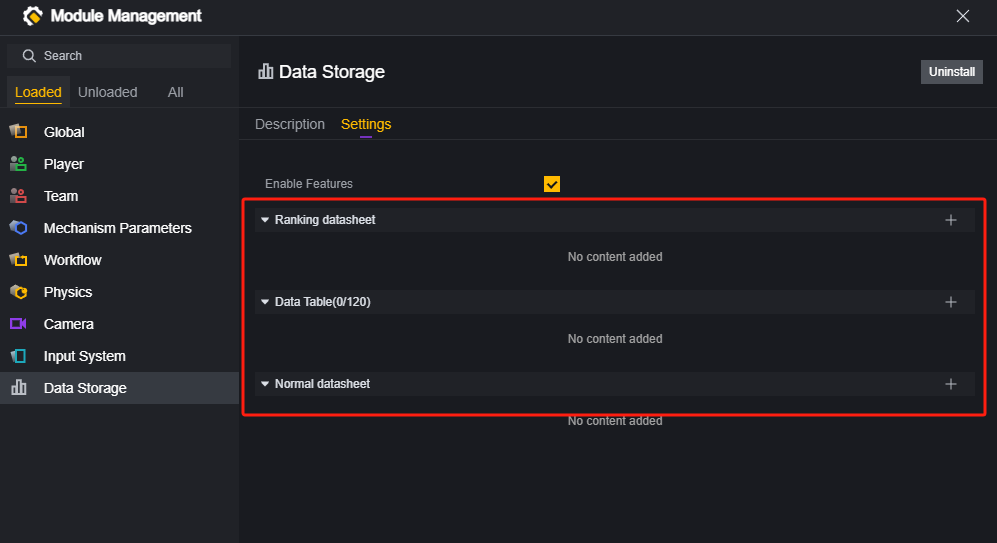 Module Management
Search
Loaded Unloaded All
Global
Player
Team
Mechanism Parameters
Workflow
Physics
Camera
Input System
Data Storage
Data Storage
Uninstall
Description Settings
Enable Features
Ranking datasheet
No content added
Data Table(0/120)
No content added
Normal datasheet
No content added